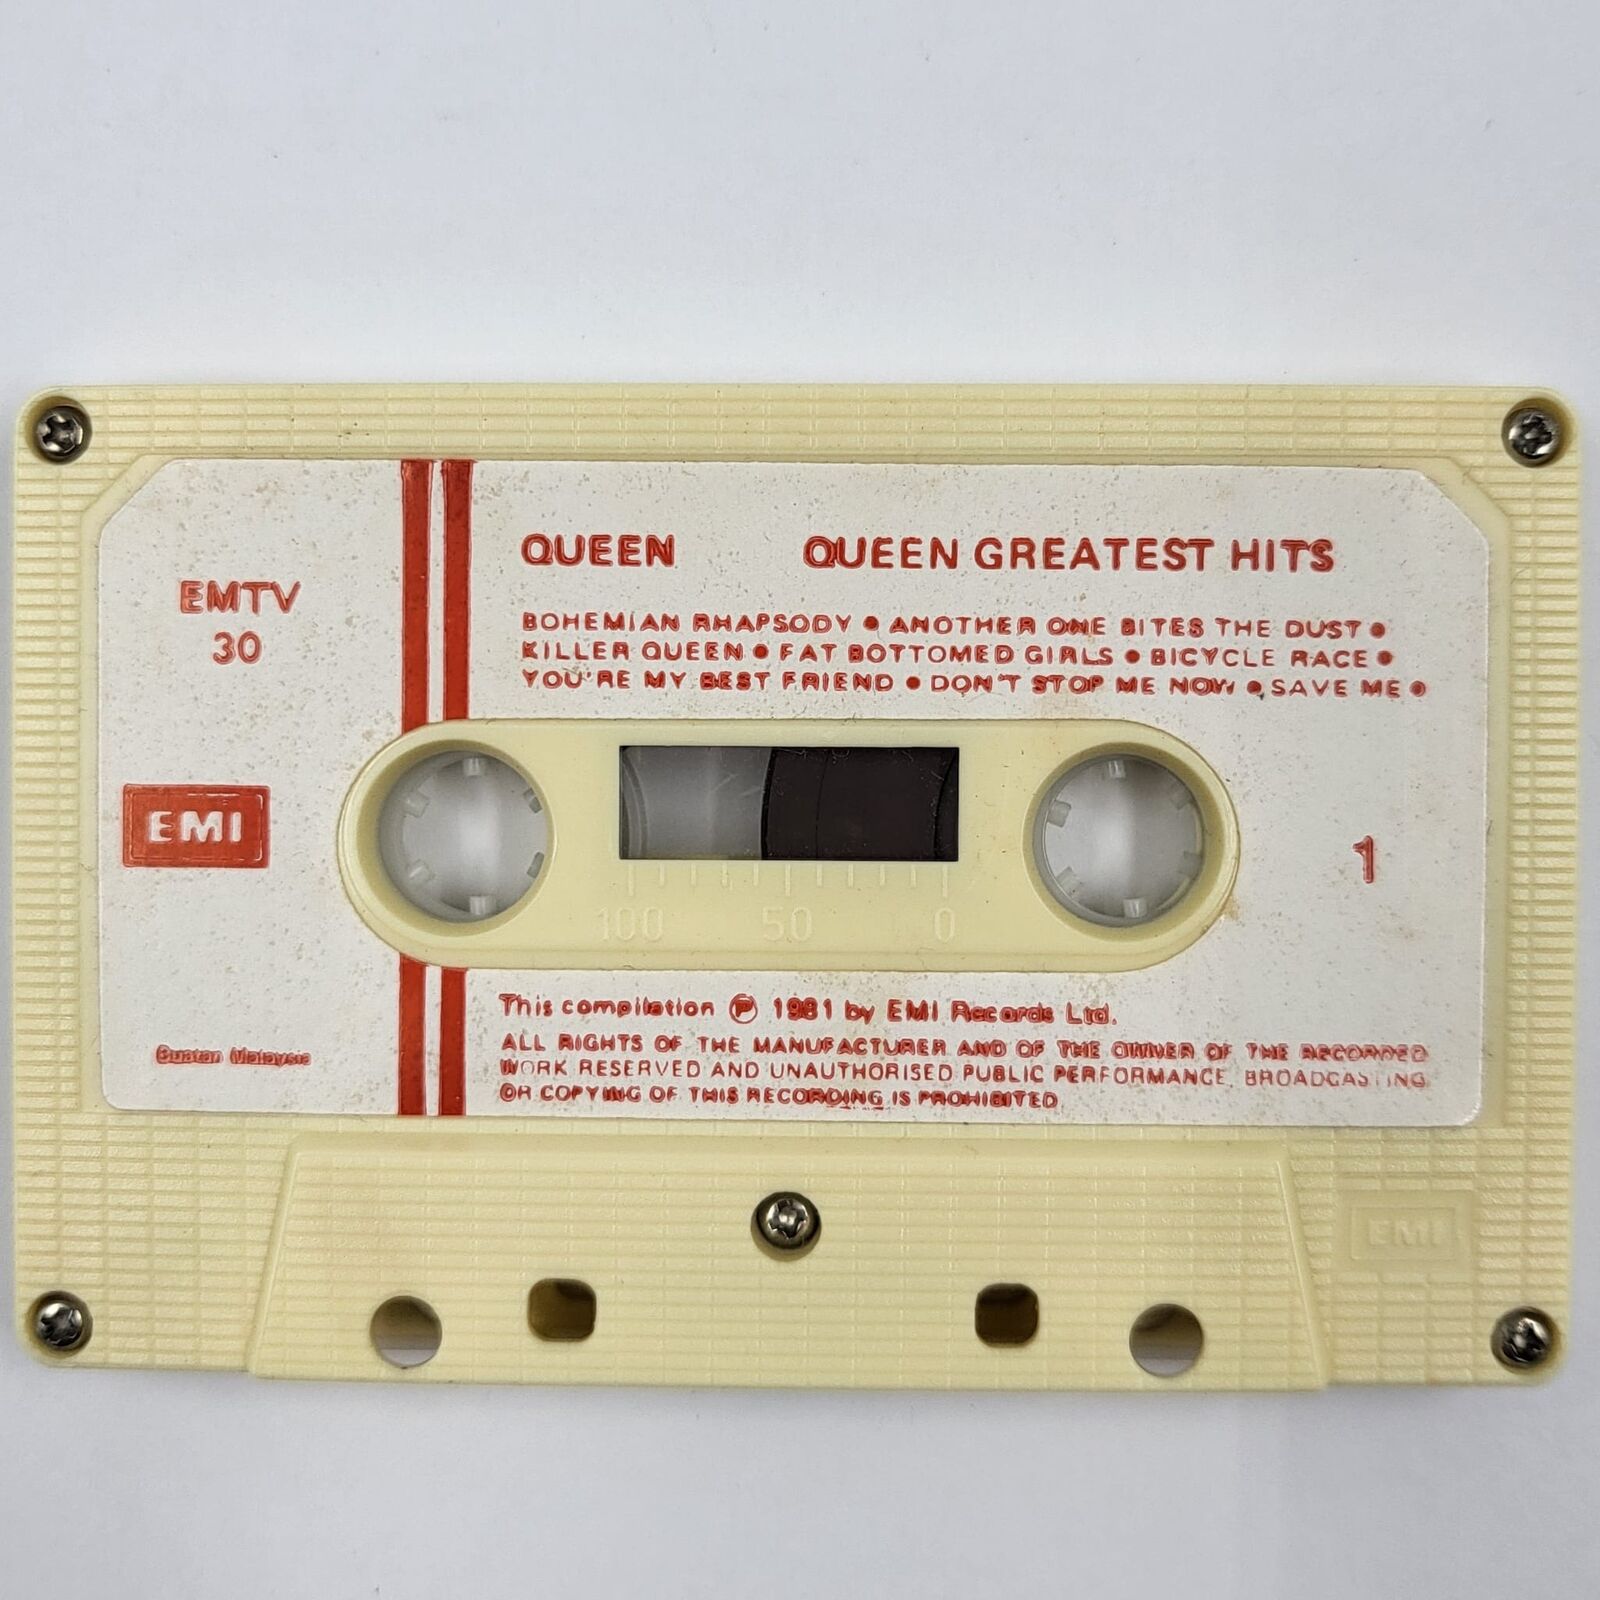 QUEEN QUEEN GREATEST HITS
BOHEMIAN RHAPSODY • ANOTHER ONE BITES THE DUST •
KILLER QUEEN • FAT BOTTOMED GIRLS • BICYCLE RACE •
YOU'RE MY BEST FRIEND • DON'T STOP ME NOW • SAVE ME •
EMTV
30
EMI
1
100 50 0
This compilation ℗ 1981 by EMI Records Ltd.
ALL RIGHTS OF THE MANUFACTURER AND OF THE OWNER OF THE RECORDED
WORK RESERVED AND UNAUTHORISED PUBLIC PERFORMANCE, BROADCASTING
OR COPYING OF THIS RECORDING IS PROHIBITED
Buatan Malaysia
EMI